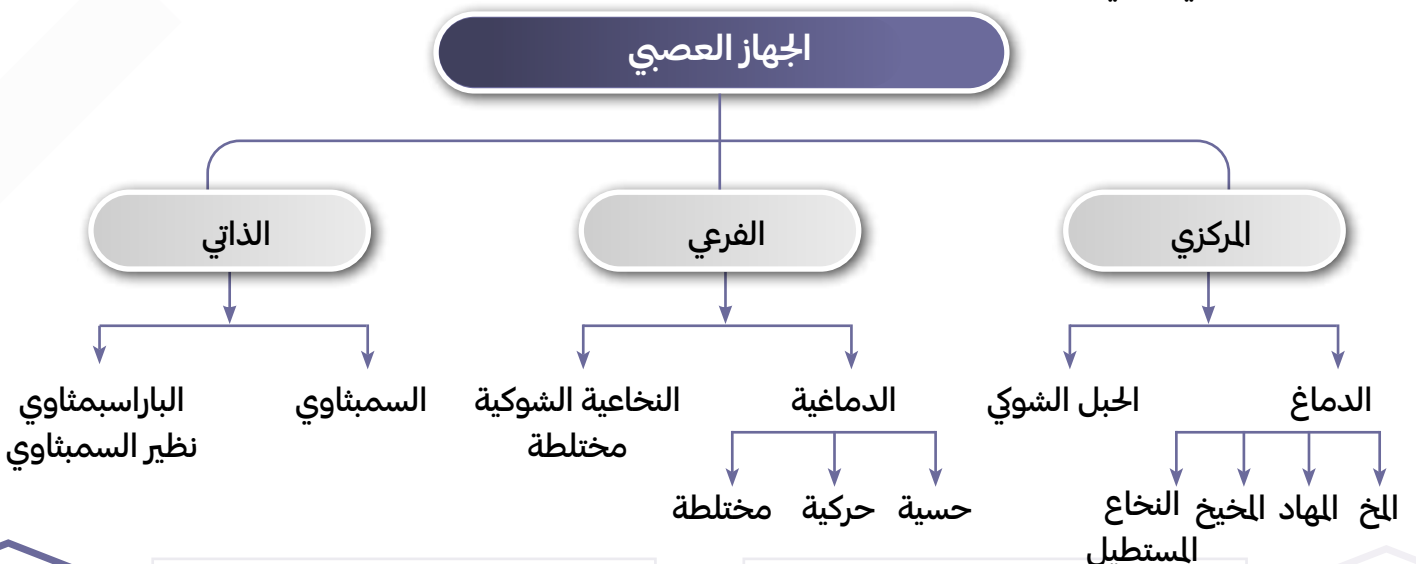 الجهاز العصبي
المركزي
الفرعي
الذاتي
الدماغ
الحبل الشوكي
الدماغية
النخاعية الشوكية
مختلطة
السمبثاوي
الباراسبمثاوي
نظير السمبثاوي
المخ
المهاد
المخيخ
النخاع
المستطيل
حسية
حركية
مختلطة